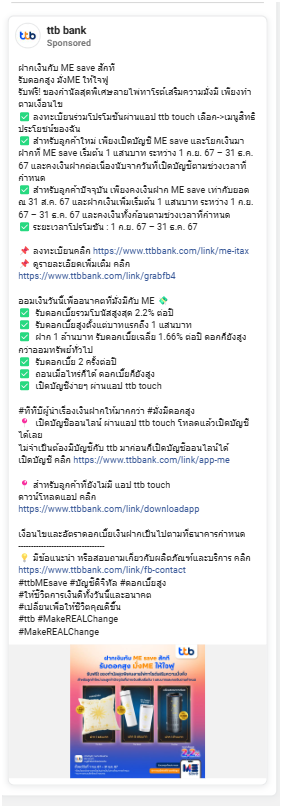 ttb bank
Sponsored
ฝากเงินกับ ME save สักที
รับดอกสูง มังME ให้ใจฟู
รับฟรี! ของกำนัลสุดพิเศษลายไพ่ทาโรต์เสริมความมั่งมี เพียงทำ
ตามเงื่อนไข
✅ ลงทะเบียนร่วมโปรโมชันผ่านแอป ttb touch เลือก->เมนูสิทธิ
ประโยชน์ของฉัน
✅ สำหรับลูกค้าใหม่ เพียงเปิดบัญชี ME save และโยกเงินมา
ฝากที่ ME save เริ่มต้น 1 แสนบาท ระหว่าง 1 ก.ย. 67 – 31 ธ.ค.
67 และคงเงินฝากต่อเนื่องนับจากวันที่เปิดบัญชีตามช่วงเวลาที่
กำหนด
✅ สำหรับลูกค้าปัจจุบัน เพียงคงเงินฝาก ME save เท่ากับยอด
ณ 31 ส.ค. 67 และฝากเงินเพิ่มเริ่มต้น 1 แสนบาท ระหว่าง 1 ก.ย.
67 – 31 ธ.ค. 67 และคงเงินทั้งก้อนตามช่วงเวลาที่กำหนด
✅ ระยะเวลาโปรโมชัน : 1 ก.ย. 67 – 31 ธ.ค. 67
📌 ลงทะเบียนคลิก https://www.ttbbank.com/link/me-itax
📌 ดูรายละเอียดเพิ่มเติม คลิก
https://www.ttbbank.com/link/grabfb4
ออมเงินวันนี้เพื่ออนาคตที่มั่งมีกับ ME 💸
✅ รับดอกเบี้ยรวมโบนัสสูงสุด 2.2% ต่อปี
✅ รับดอกเบี้ยสูงตั้งแต่บาทแรกถึง 1 แสนบาท
✅ ฝาก 1 ล้านบาท รับดอกเบี้ยเฉลี่ย 1.66% ต่อปี ดอกก็ยังสูง
กว่าออมทรัพย์ทั่วไป
✅ รับดอกเบี้ย 2 ครั้งต่อปี
✅ ถอนเมื่อไหร่ก็ได้ ดอกเบี้ยก็ยังสูง
✅ เปิดบัญชีง่ายๆ ผ่านแอป ttb touch
#ทีทีบีผู้นำเรื่องเงินฝากให้มากกว่า #มั่งมีดอกสูง
📍 เปิดบัญชีออนไลน์ ผ่านแอป ttb touch โหลดแล้วเปิดบัญชี
ได้เลย
ไม่จำเป็นต้องมีบัญชีกับ ttb มาก่อนก็เปิดบัญชีออนไลน์ได้
เปิดบัญชี คลิก https://www.ttbbank.com/link/app-me
📍 สำหรับลูกค้าที่ยังไม่มี แอป ttb touch
ดาวน์โหลดแอป คลิก
https://www.ttbbank.com/link/downloadapp
เงื่อนไขและอัตราดอกเบี้ยเงินฝากเป็นไปตามที่ธนาคารกำหนด
-----------------------------------
💡 มีข้อแนะนำ หรือสอบถามเกี่ยวกับผลิตภัณฑ์และบริการ คลิก
https://www.ttbbank.com/link/fb-contact
#ttbMEsave #บัญชีดิจิทัล #ดอกเบี้ยสูง
#ให้ชีวิตการเงินดีทั้งวันนี้และอนาคต
#เปลี่ยนเพื่อให้ชีวิตคุณดีขึ้น
#ttb #MakeREALChange
#MakeREALChange
ttb
ฝากเงินกับ ME save สักที
รับดอกสูง มังME ให้ใจฟู